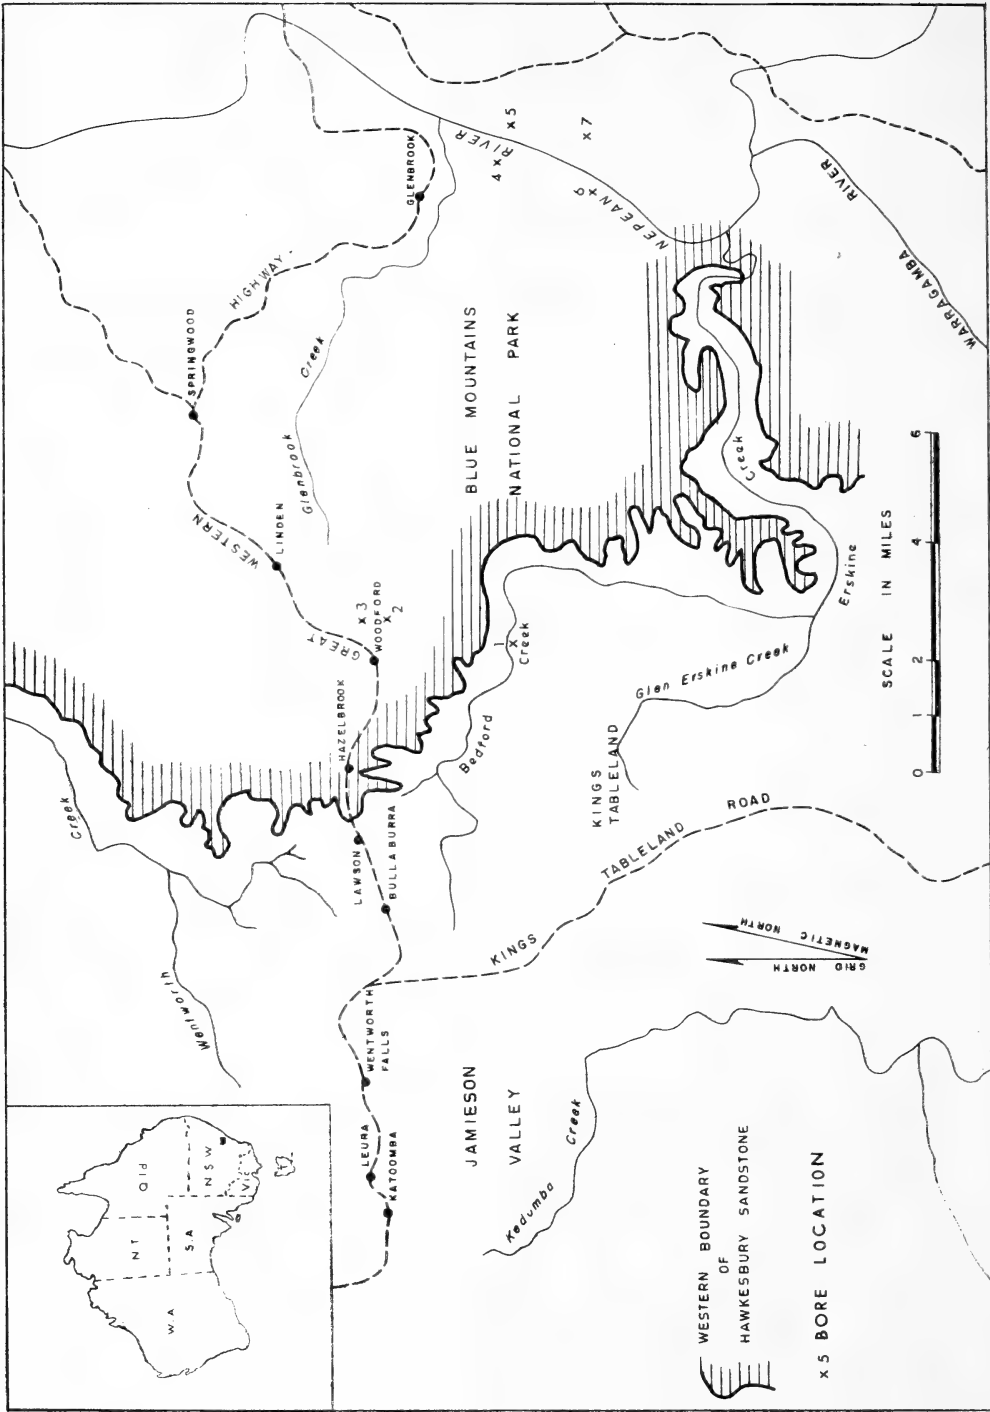 W.A
N T
S.A
Qld
N S W
VIC
Wentworth
Creek
KATOOMBA
LEURA
WENTWORTH
FALLS
BULLABURRA
LAWSON
HAZELBROOK
WOODFORD
LINDEN
SPRINGWOOD
GLENBROOK
GREAT
WESTERN
HIGHWAY
Glenbrook
Creek
x 3
x 2
1
x
Creek
Bedford
BLUE MOUNTAINS
NATIONAL PARK
4 x
x 5
6
x
x 7
NEPEAN
RIVER
WARRAGAMBA
RIVER
JAMIESON
VALLEY
Kedumba
Creek
KINGS
TABLELAND
ROAD
KINGS
TABLELAND
Glen Erskine Creek
Erskine
Creek
GRID NORTH
MAGNETIC NORTH
WESTERN BOUNDARY
OF
HAWKESBURY SANDSTONE
x 5 BORE LOCATION
0 1 2 4 6
SCALE IN MILES